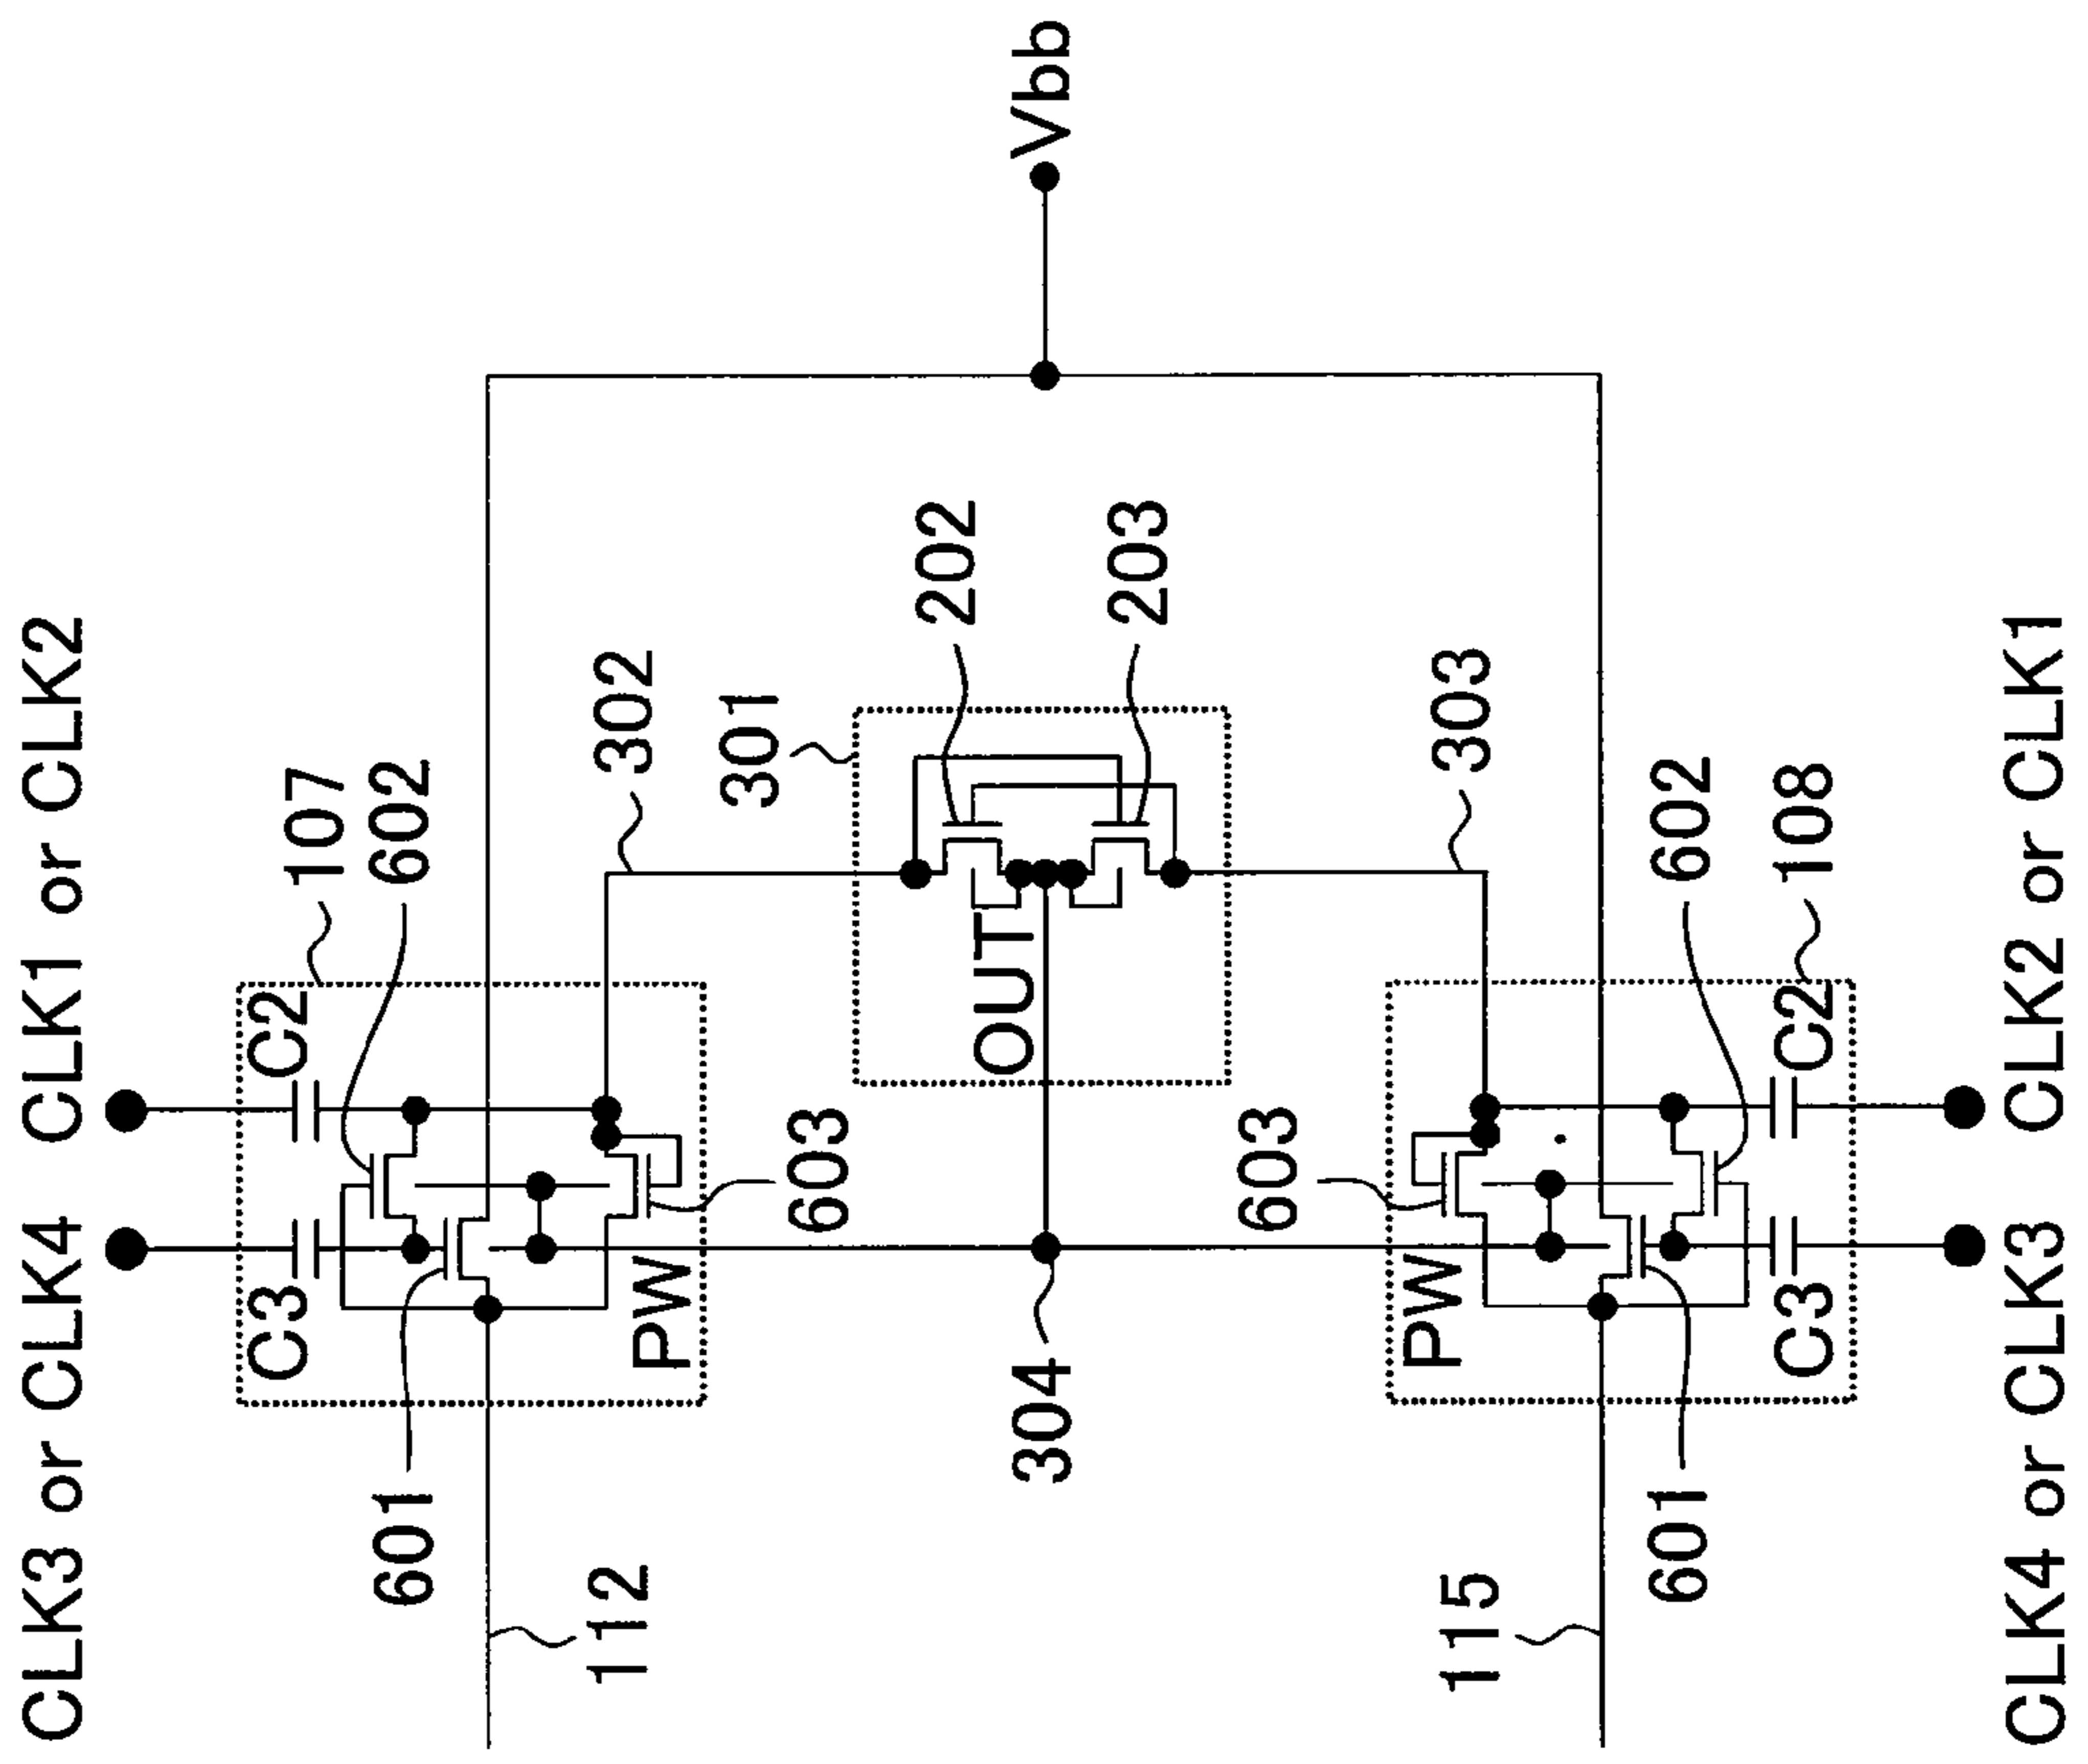 CLK3 or CLK4
CLK1 or CLK2
C3
C2
107
602
601
112
PW
603
302
301
OUT
202
203
Vbb
304
603
303
PW
115
601
602
C3
C2
108
CLK4 or CLK3
CLK2 or CLK1